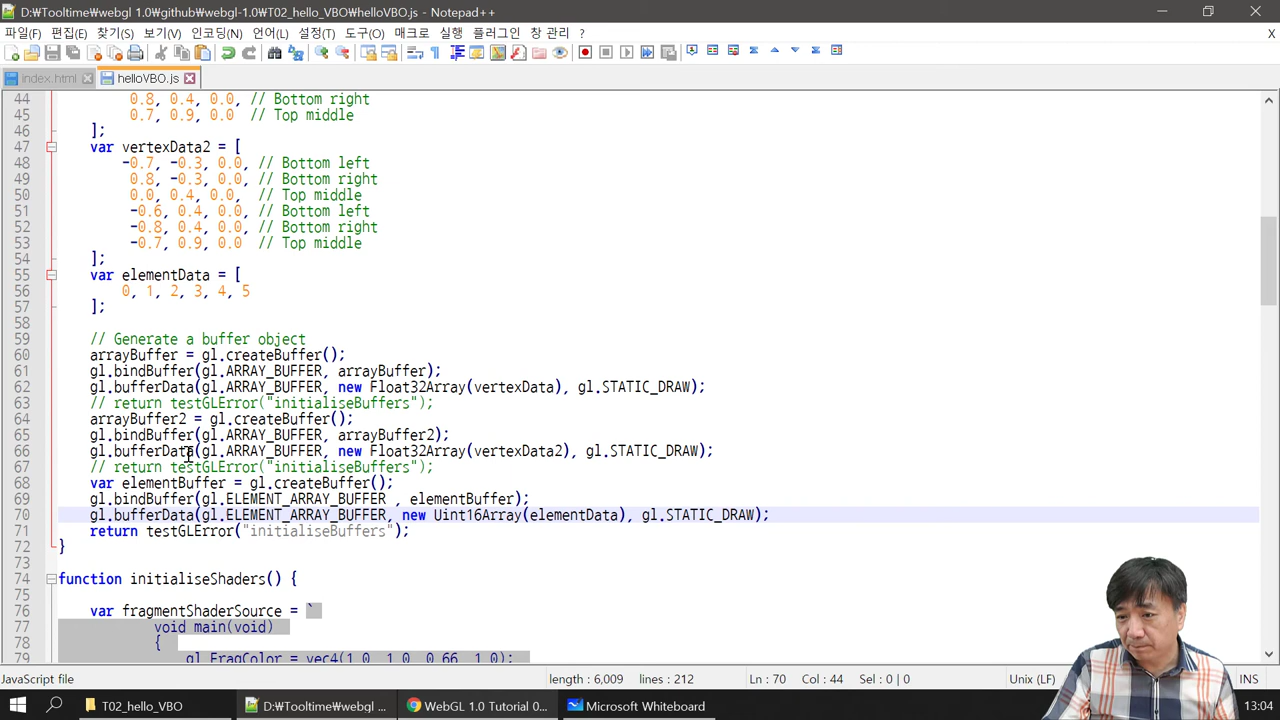 D:₩Tooltime₩webgl 1.0₩github₩webgl-1.0₩T02_hello_VBO₩helloVBO.js - Notepad++
파일(F) 편집(E) 찾기(S) 보기(V) 인코딩(N) 언어(L) 설정(T) 도구(O) 매크로 실행 플러그인 창 관리 ? X
index.html helloVBO.js
44 0.8, 0.4, 0.0, // Bottom right
45 0.7, 0.9, 0.0 // Top middle
46 ];
47 var vertexData2 = [
48 -0.7, -0.3, 0.0, // Bottom left
49 0.8, -0.3, 0.0, // Bottom right
50 0.0, 0.4, 0.0, // Top middle
51 -0.6, 0.4, 0.0, // Bottom left
52 -0.8, 0.4, 0.0, // Bottom right
53 -0.7, 0.9, 0.0 // Top middle
54 ];
55 var elementData = [
56 0, 1, 2, 3, 4, 5
57 ];
58
59 // Generate a buffer object
60 arrayBuffer = gl.createBuffer();
61 gl.bindBuffer(gl.ARRAY_BUFFER, arrayBuffer);
62 gl.bufferData(gl.ARRAY_BUFFER, new Float32Array(vertexData), gl.STATIC_DRAW);
63 // return testGLError("initialiseBuffers");
64 arrayBuffer2 = gl.createBuffer();
65 gl.bindBuffer(gl.ARRAY_BUFFER, arrayBuffer2);
66 gl.bufferData(gl.ARRAY_BUFFER, new Float32Array(vertexData2), gl.STATIC_DRAW);
67 // return testGLError("initialiseBuffers");
68 var elementBuffer = gl.createBuffer();
69 gl.bindBuffer(gl.ELEMENT_ARRAY_BUFFER , elementBuffer);
70 gl.bufferData(gl.ELEMENT_ARRAY_BUFFER, new Uint16Array(elementData), gl.STATIC_DRAW);
71 return testGLError("initialiseBuffers");
72 }
73
74 function initialiseShaders() {
75
76 var fragmentShaderSource = `
77 void main(void)
78 {
79 gl_FragColor = vec4(1.0, 1.0, 0.66, 1.0);
JavaScript file length : 6,009 lines : 212 Ln : 70 Col : 44 Sel : 0 | 0 Unix (LF) INS
T02_hello_VBO D:₩Tooltime₩webgl ... WebGL 1.0 Tutorial 0... Microsoft Whiteboard 13:04